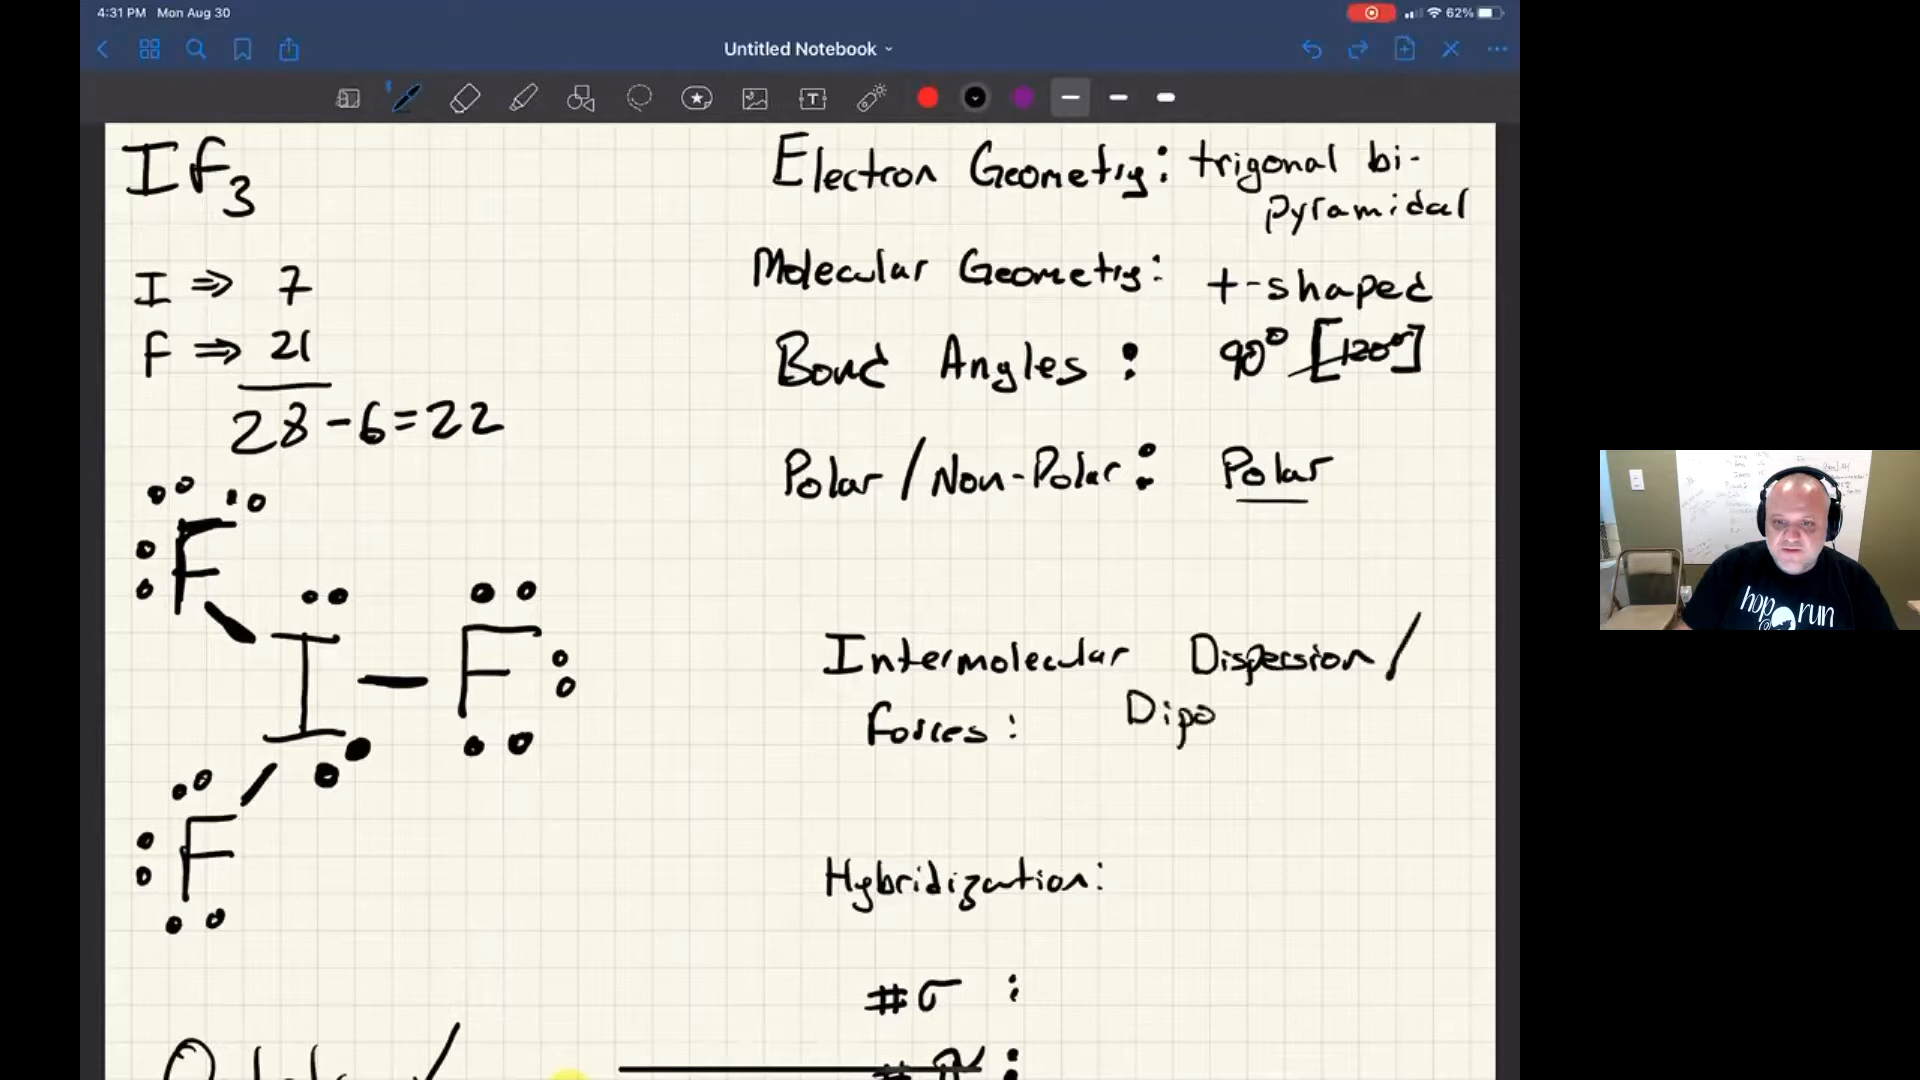 4:31 PM Mon Aug 30
62%
Untitled Notebook
T
IF3
I ⇒ 7
F ⇒ 21
28 - 6 = 22
F
I - F
F
Electron Geometry: trigonal bi-
pyramidal
Molecular Geometry: t-shaped
Bond Angles: 90° [120°]
Polar / Non-Polar: Polar
Intermolecular Dispersion/
Forces: Dipo
Hybridization:
#σ :
#π :
hop run